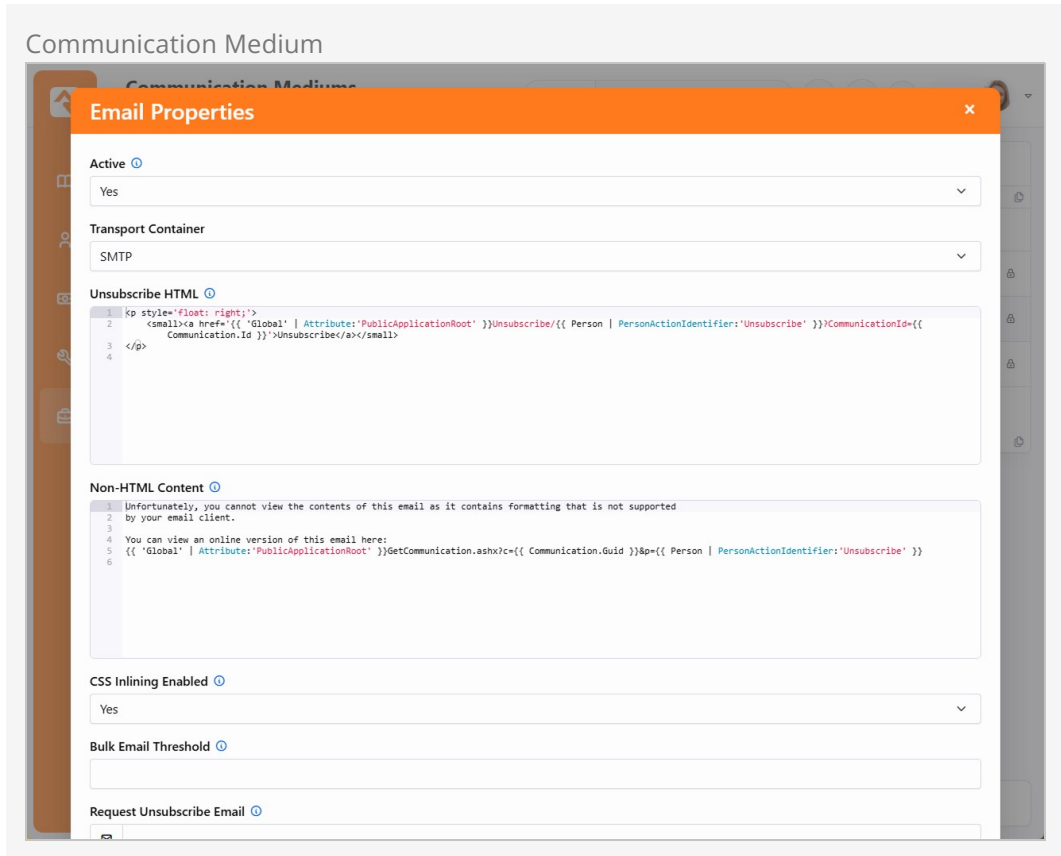 Communication Medium
Communication Mediums
Email Properties
Active
Yes
Transport Container
SMTP
Unsubscribe HTML
1 <p style='float: right;'>
2 <small><a href='{{ 'Global' | Attribute:'PublicApplicationRoot' }}Unsubscribe/{{ Person | PersonActionIdentifier:'Unsubscribe' }}?CommunicationId={{
Communication.Id }}'>Unsubscribe</a></small>
3 </p>
4
Non-HTML Content
1 Unfortunately, you cannot view the contents of this email as it contains formatting that is not supported
2 by your email client.
3
4 You can view an online version of this email here:
5 {{ 'Global' | Attribute:'PublicApplicationRoot' }}GetCommunication.ashx?c={{ Communication.Guid }}&p={{ Person | PersonActionIdentifier:'Unsubscribe' }}
6
CSS Inlining Enabled
Yes
Bulk Email Threshold
Request Unsubscribe Email